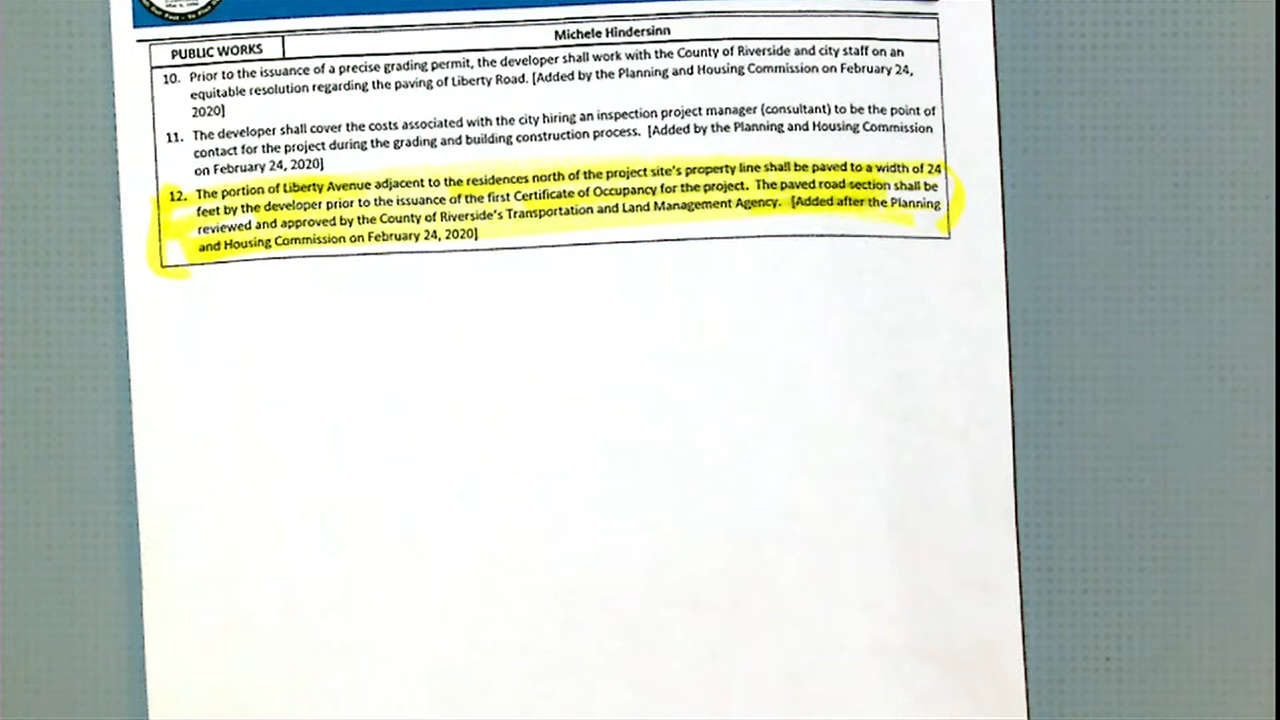 Michele Hindersinn
PUBLIC WORKS
10. Prior to the issuance of a precise grading permit, the developer shall work with the County of Riverside and city staff on an
equitable resolution regarding the paving of Liberty Road. [Added by the Planning and Housing Commission on February 24,
2020]
11. The developer shall cover the costs associated with the city hiring an inspection project manager (consultant) to be the point of
contact for the project during the grading and building construction process. [Added by the Planning and Housing Commission
on February 24, 2020]
12. The portion of Liberty Avenue adjacent to the residences north of the project site's property line shall be paved to a width of 24
feet by the developer prior to the issuance of the first Certificate of Occupancy for the project. The paved road section shall be
reviewed and approved by the County of Riverside's Transportation and Land Management Agency. [Added after the Planning
and Housing Commission on February 24, 2020]